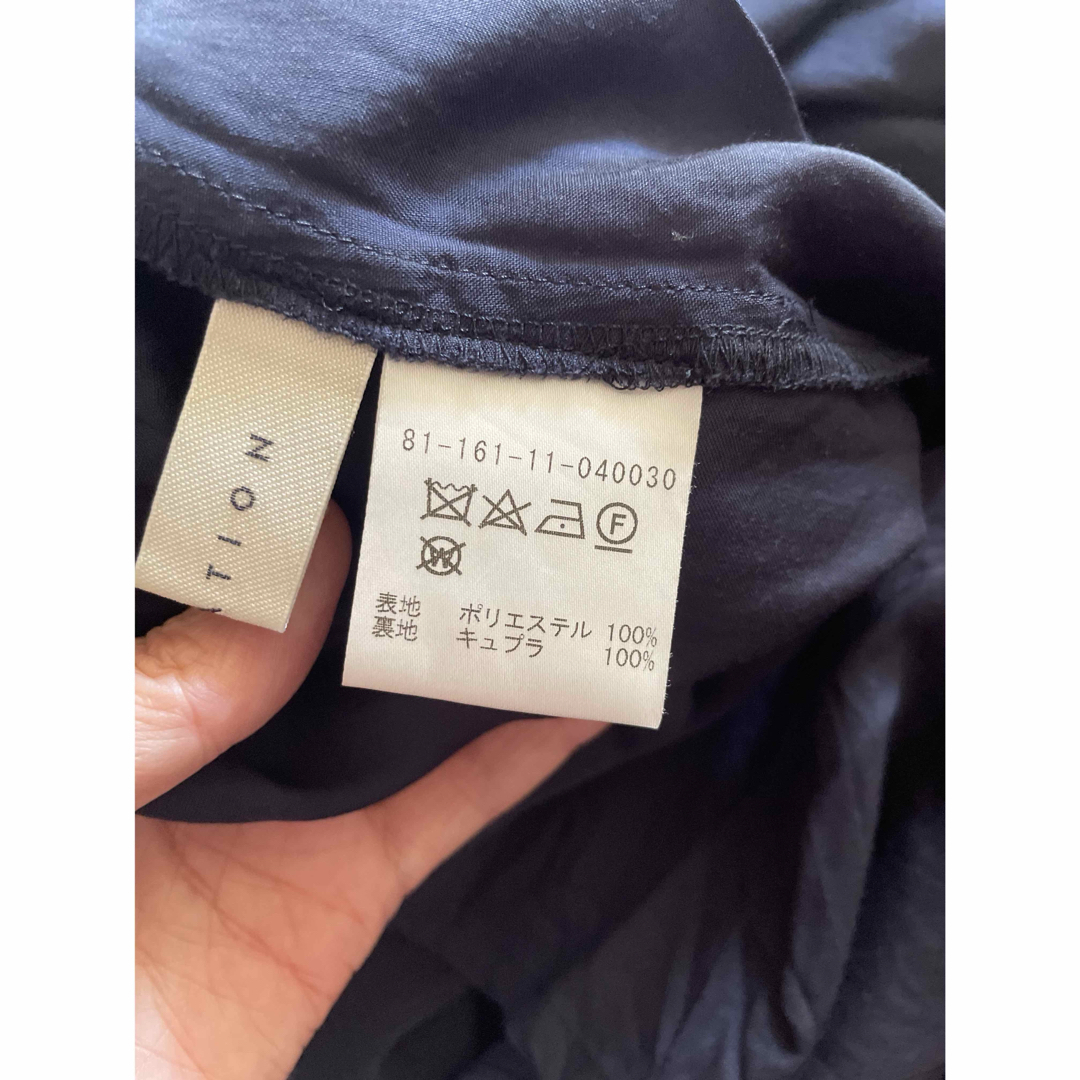 ATION
81-161-11-040030
F
W
表地 ポリエステル 100%
裏地 キュプラ 100%